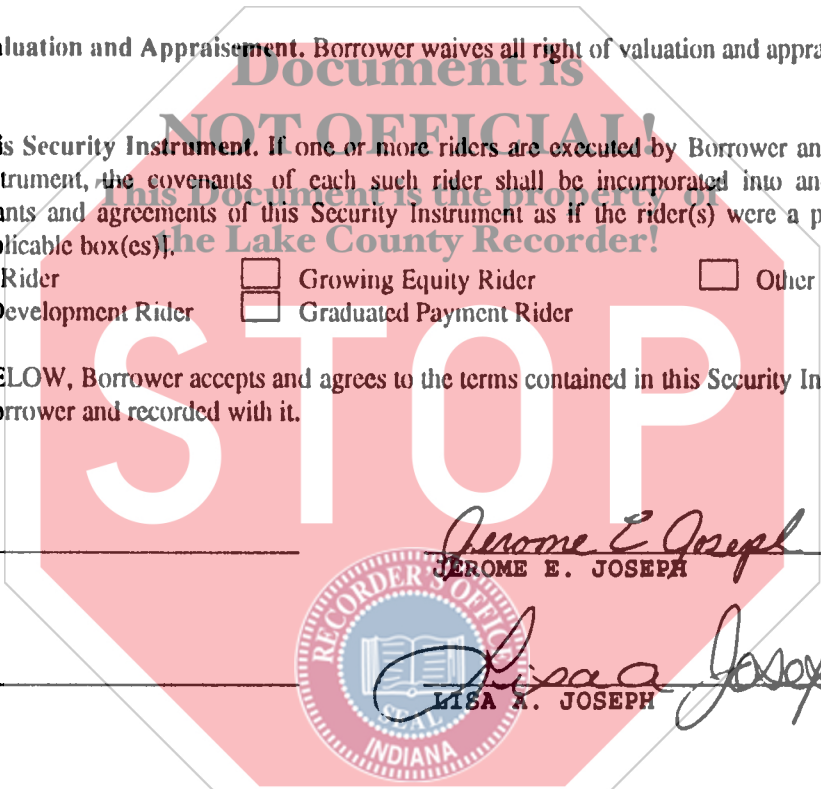 aluation and Appraisement. Borrower waives all right of valuation and appra
Document is
NOT OFFICIAL!
is Security Instrument. If one or more riders are executed by Borrower an
trument, the covenants of each such rider shall be incorporated into an
This Document is the property of
ants and agreements of this Security Instrument as if the rider(s) were a p
the Lake County Recorder!
licable box(es)].
Rider Growing Equity Rider Other
Development Rider Graduated Payment Rider
ELOW, Borrower accepts and agrees to the terms contained in this Security In
orrower and recorded with it.
STOP
Jerome E Joseph
JEROME E. JOSEPH
RECORDER'S OFFICE
Lisa a Joseph
LISA A. JOSEPH
SEAL
INDIANA